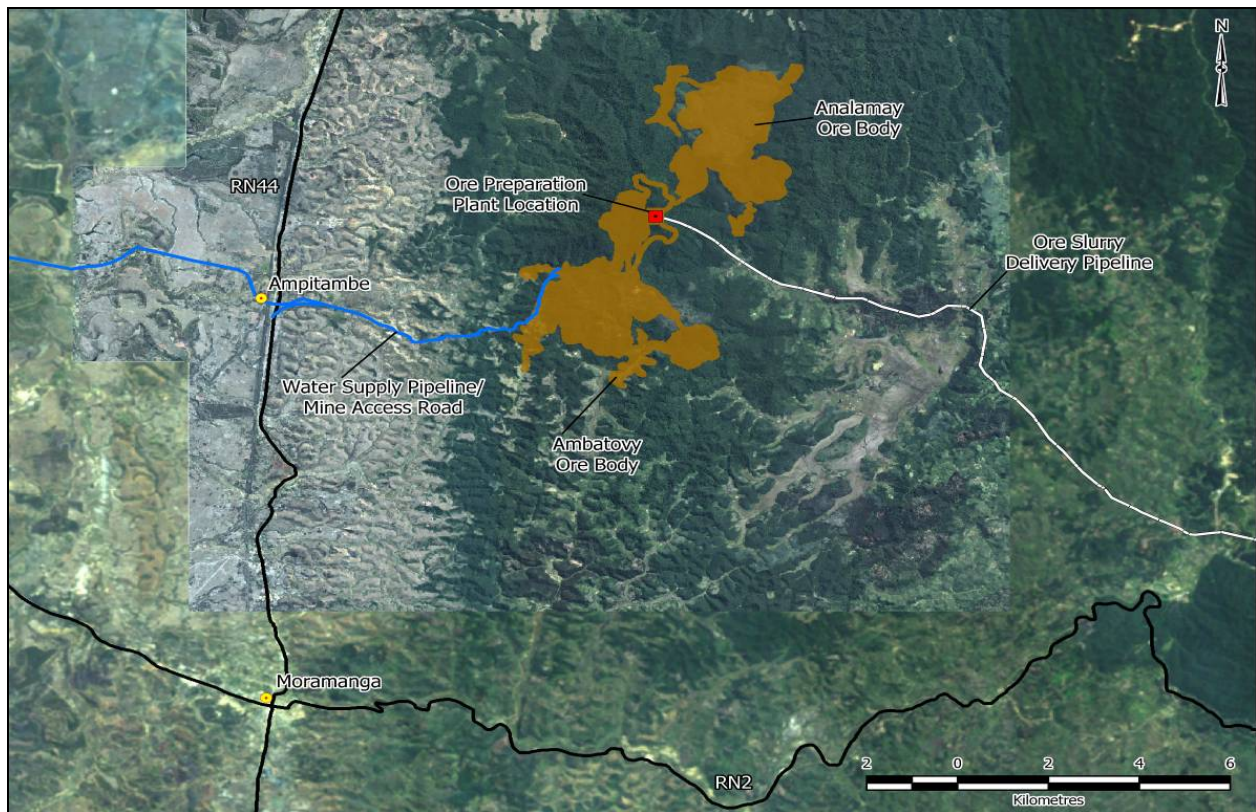 N
Analamay
Ore Body
RN44
Ore Preparation
Plant Location
Ore Slurry
Delivery Pipeline
Ampitambe
Water Supply Pipeline/
Mine Access Road
Ambatovy
Ore Body
Moramanga
RN2
2 0 2 4 6
Kilometres